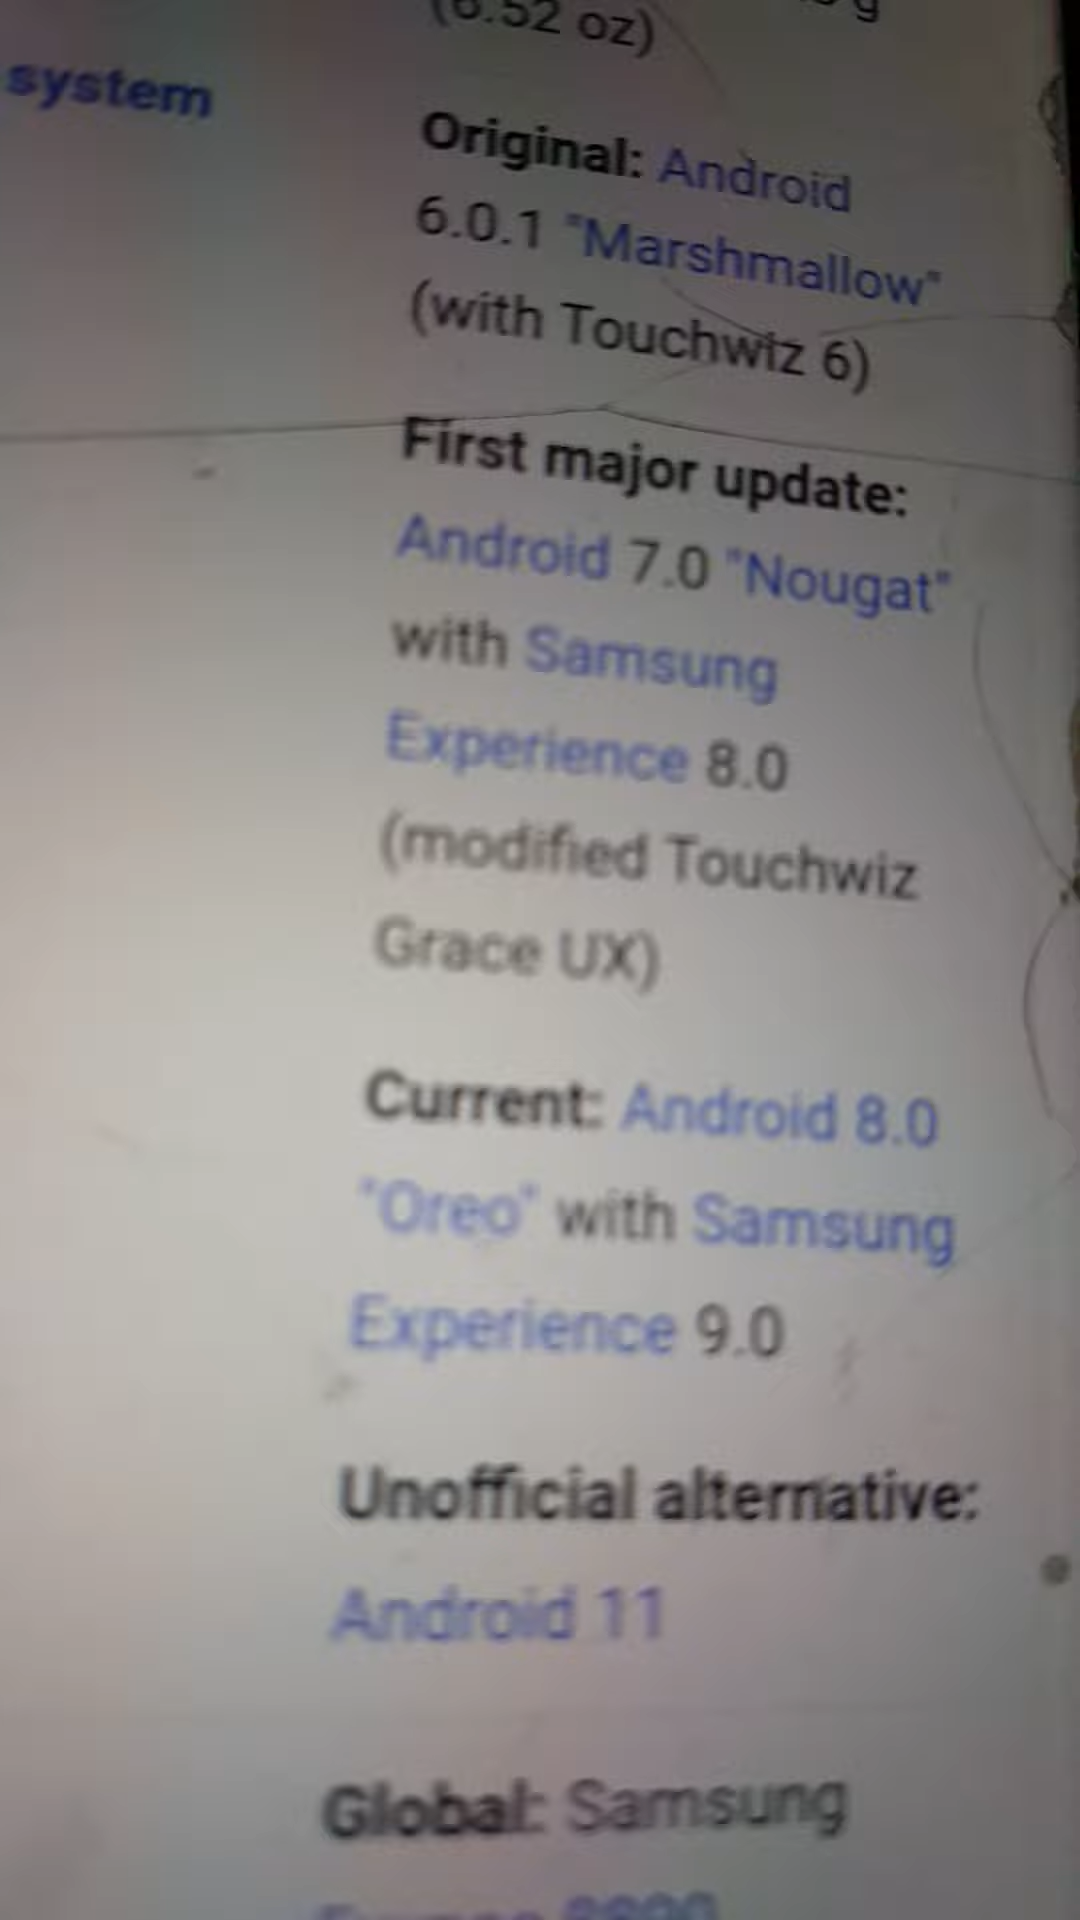 (6.52 oz)
system
Original: Android
6.0.1 "Marshmallow"
(with Touchwiz 6)
First major update:
Android 7.0 "Nougat"
with Samsung
Experience 8.0
(modified Touchwiz
Grace UX)
Current: Android 8.0
"Oreo" with Samsung
Experience 9.0
Unofficial alternative:
Android 11
Global: Samsung